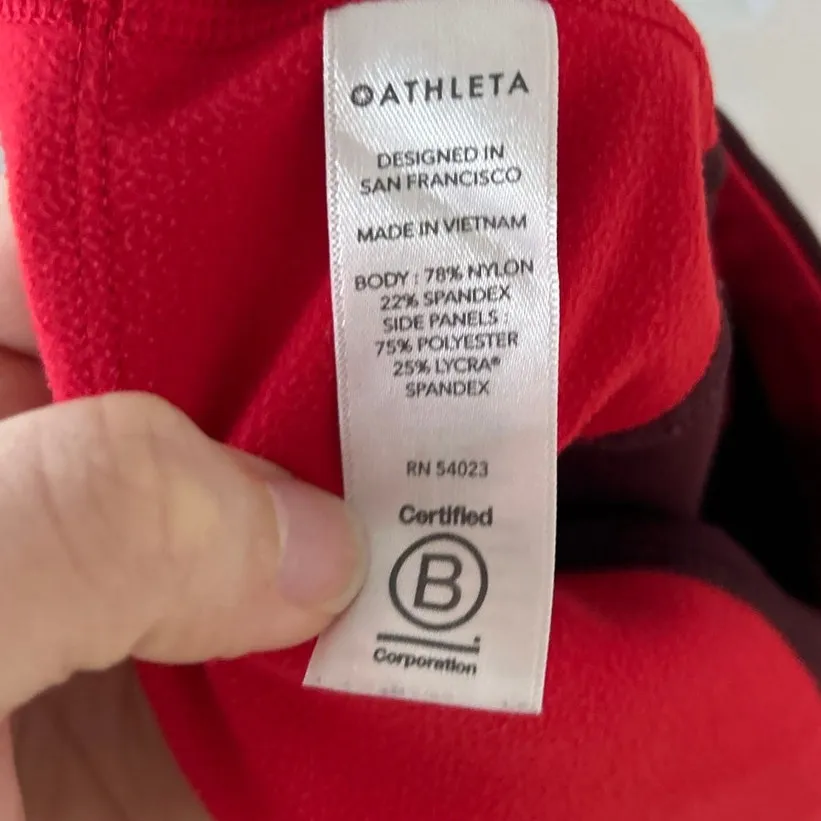 ATHLETA
DESIGNED IN
SAN FRANCISCO
MADE IN VIETNAM
BODY : 78% NYLON
22% SPANDEX
SIDE PANELS :
75% POLYESTER
25% LYCRA®
SPANDEX
RN 54023
Certified
B
Corporation